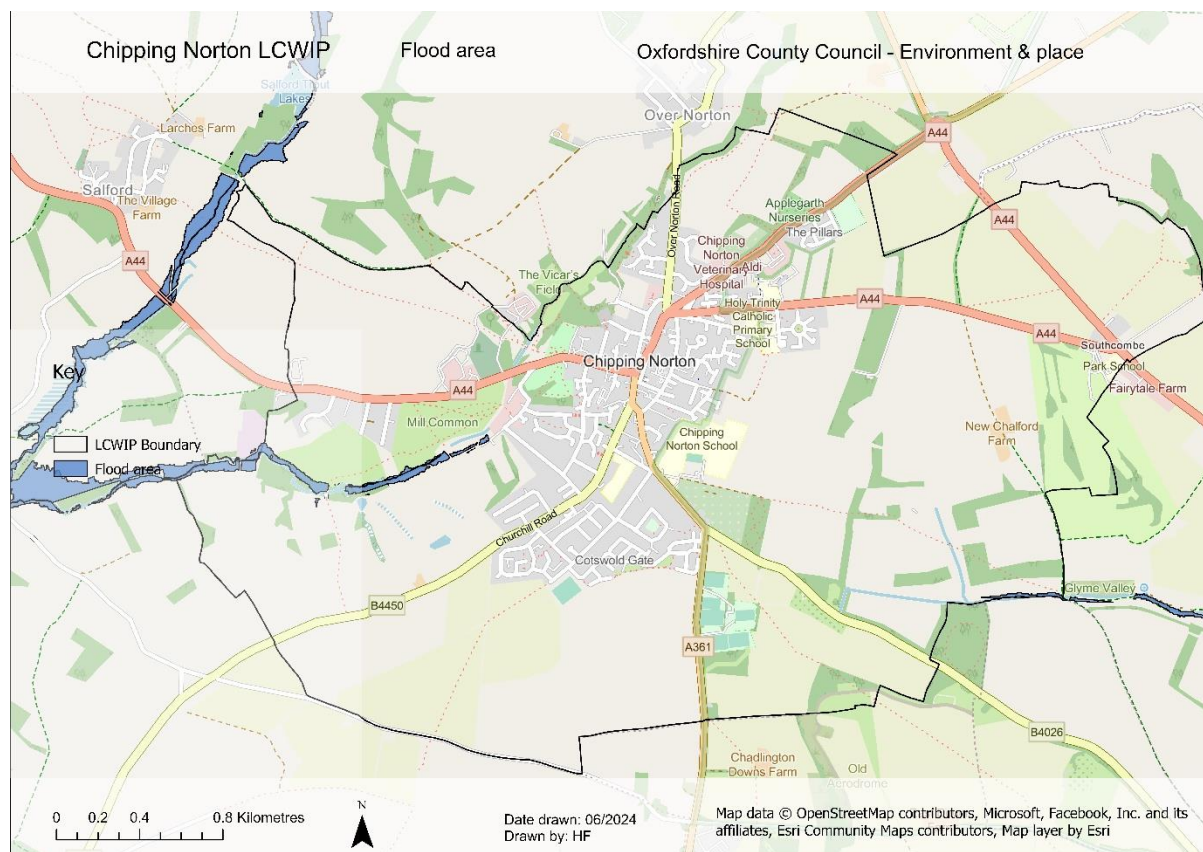 Chipping Norton LCWIP
Flood area
Oxfordshire County Council - Environment & place
Salford Trout
Lakes
Larches Farm
Over Norton
A44
Salford
The Village
Farm
Over Norton Road
Applegarth
Nurseries
The Pillars
A44
A44
The Vicar's
Field
Chipping
Norton
Veterinary
Hospital
Aldi
Holy Trinity
Catholic
Primary
School
A44
A44
Southcombe
Park School
Fairytale Farm
Chipping Norton
Key
A44
Mill Common
LCWIP Boundary
Flood area
Chipping
Norton School
New Chalford
Farm
Churchill Road
Cotswold Gate
Glyme Valley
B4450
A361
B4026
Chadlington
Downs Farm
Old
Aerodrome
N
0 0.2 0.4 0.8 Kilometres
Date drawn: 06/2024
Drawn by: HF
Map data © OpenStreetMap contributors, Microsoft, Facebook, Inc. and its
affiliates, Esri Community Maps contributors, Map layer by Esri